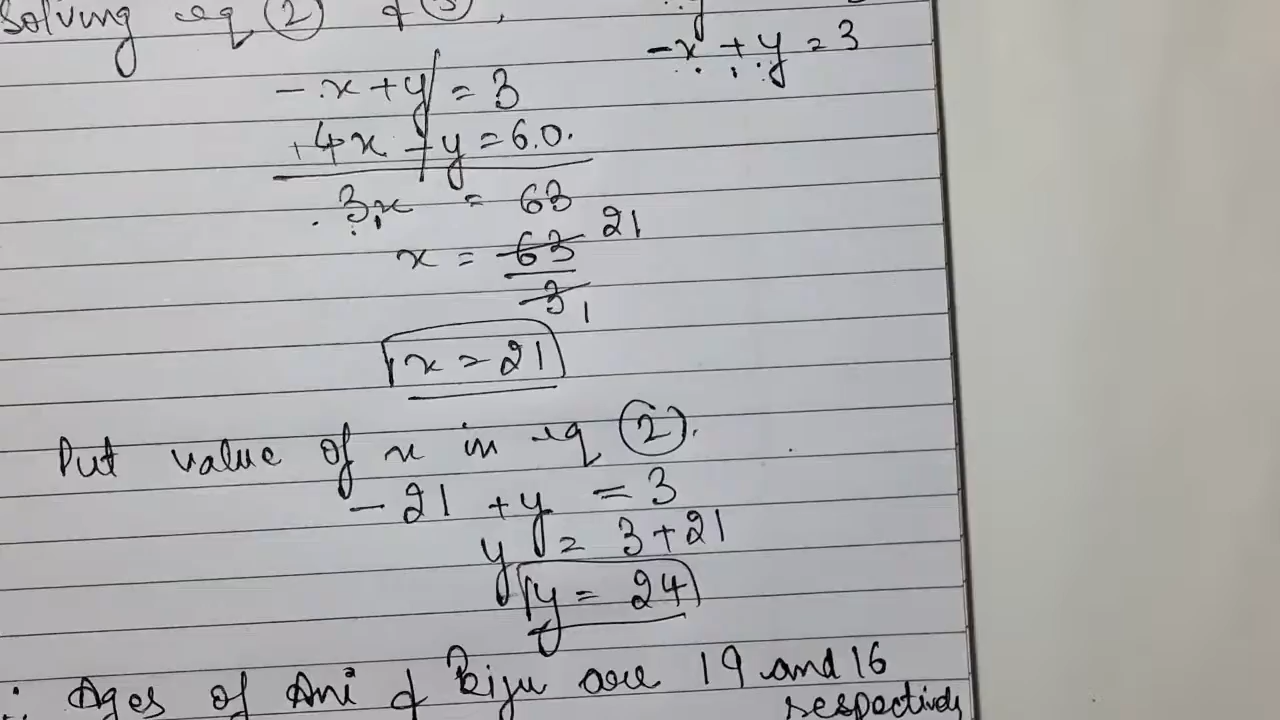 Solving eq (2) & (3),
-x + y = 3
-x + y = 3
+4x - y = 60.
3x = 63
x = 63 21
3 1
x = 21
Put value of x in eq (2).
-21 + y = 3
y = 3 + 21
y = 24
∴ Ages of Ani & Biju are 19 and 16
respectively